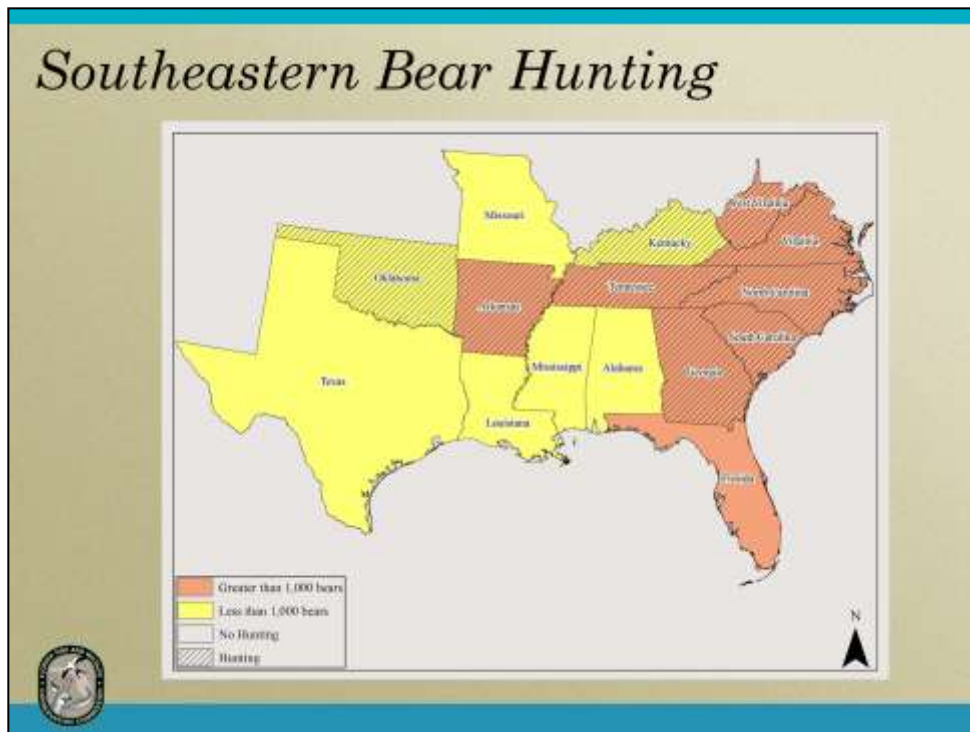 Southeastern Bear Hunting
Missouri
West Virginia
Kentucky
Virginia
Oklahoma
Arkansas
Tennessee
North Carolina
South Carolina
Texas
Mississippi
Alabama
Georgia
Louisiana
Florida
Greater than 1,000 bears
Less than 1,000 bears
No Hunting
Hunting
N